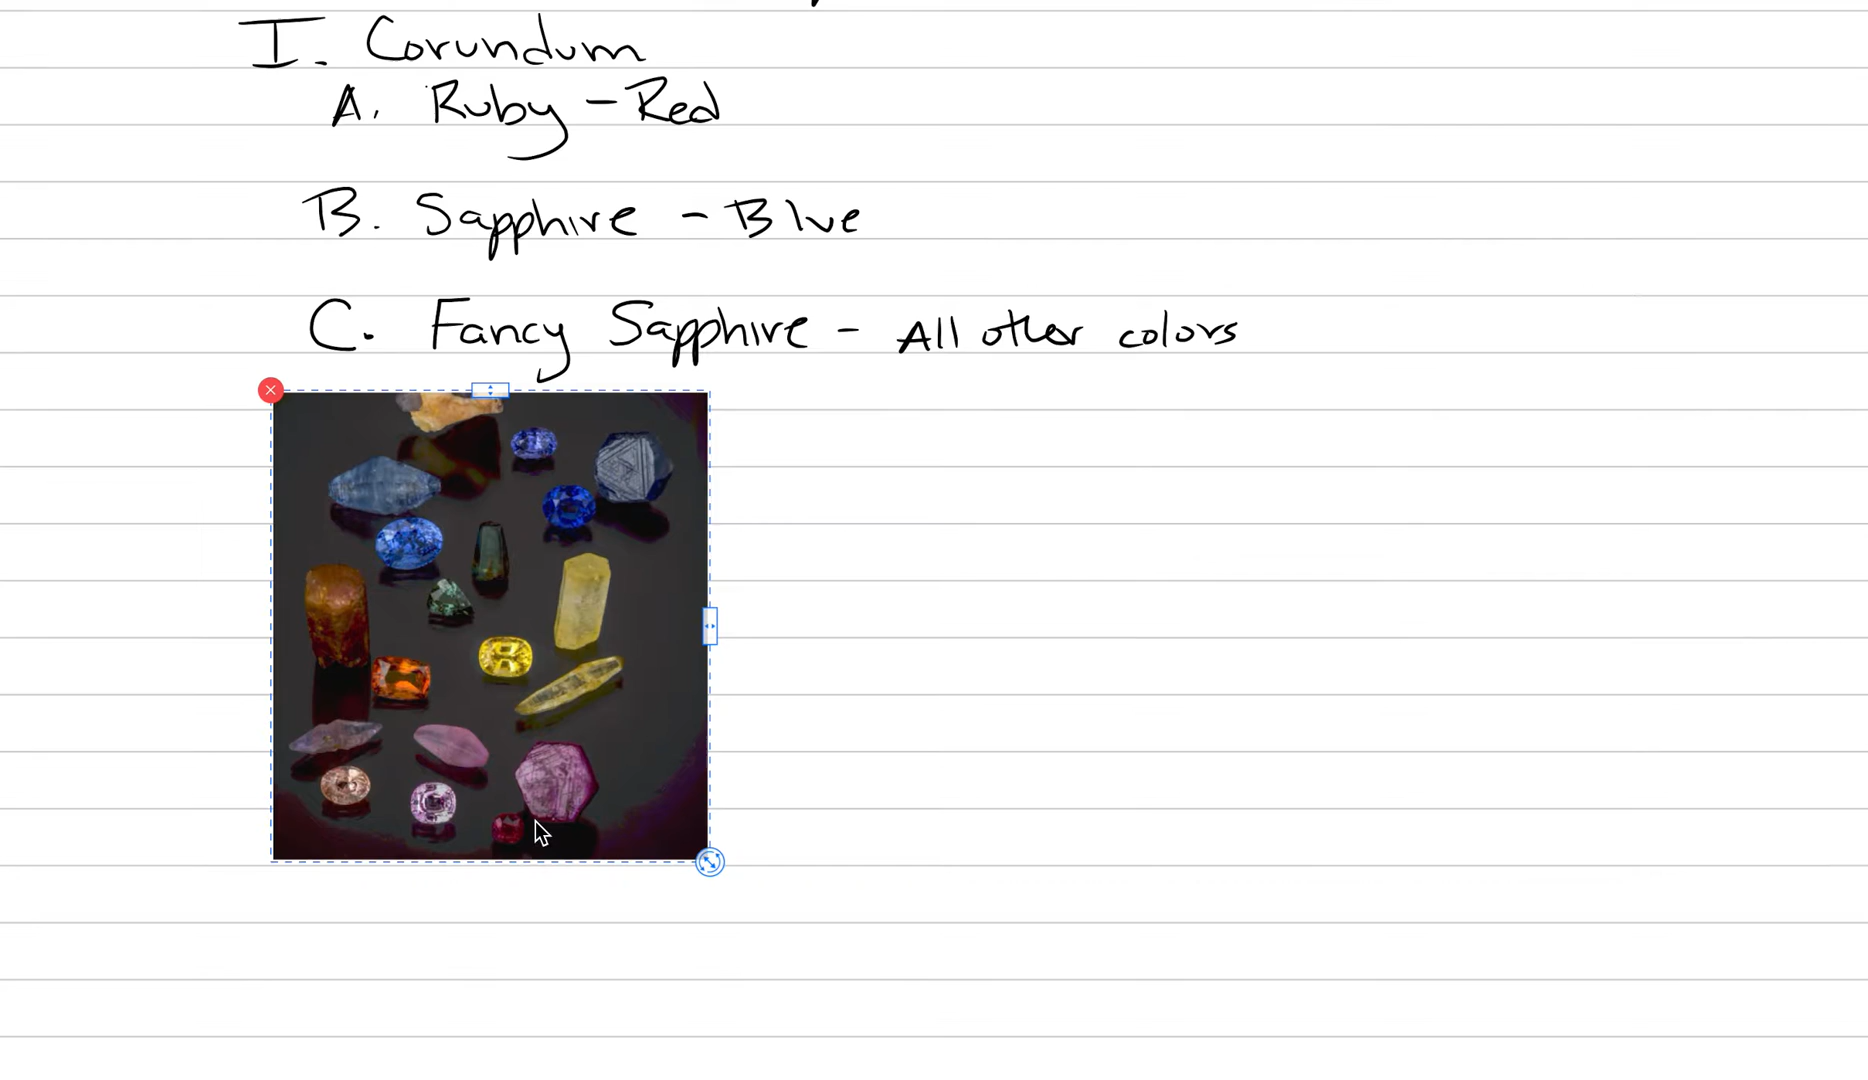 I. Corundum
A. Ruby - Red
B. Sapphire - Blue
C. Fancy Sapphire - All other colors